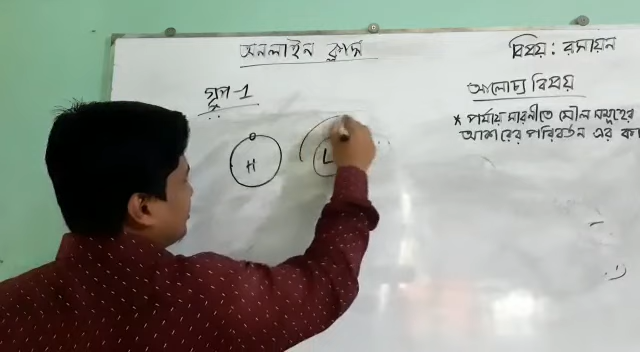 অনলাইন ক্লাস
বিষয় : রসায়ন
গ্রুপ-1
আলোচ্য বিষয়
* পর্যায় সারণীতে মৌল সমূহের
আকারের পরিবর্তন এর কা
H
L